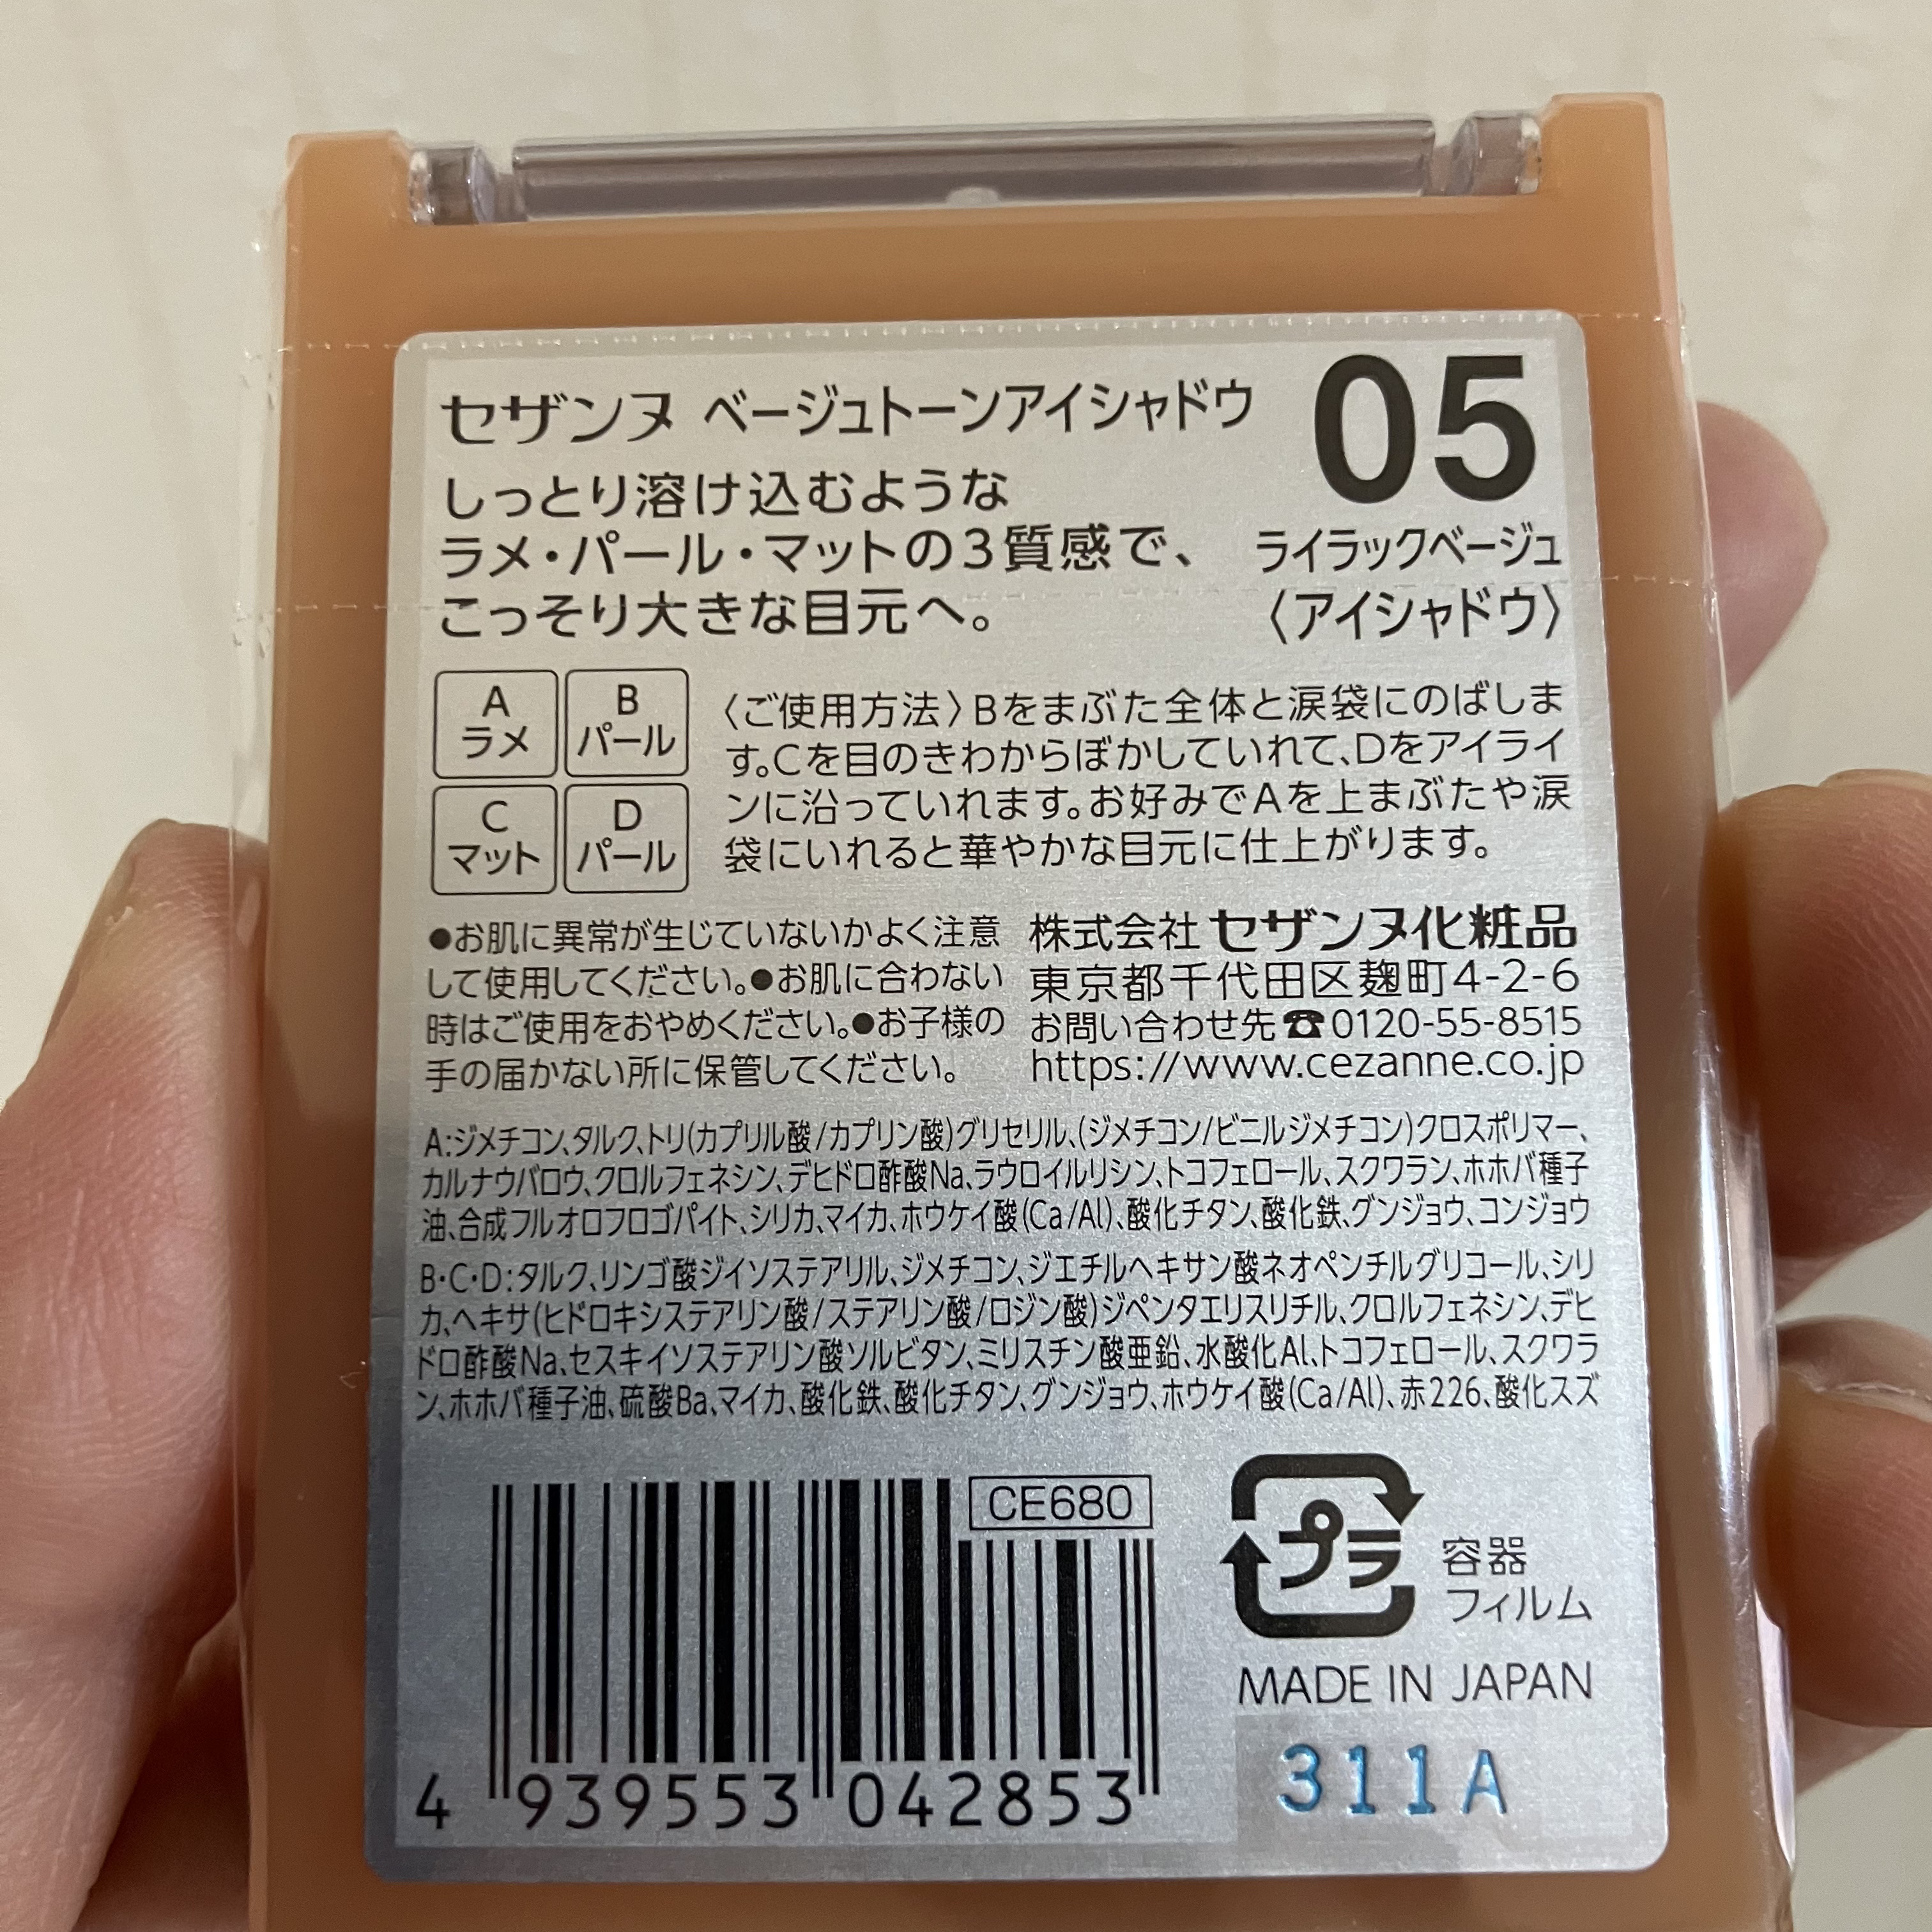 セザンヌ ベージュトーンアイシャドウ
05
しっとり溶け込むような
ラメ・パール・マットの3質感で、
こっそり大きな目元へ。
ライラックベージュ
〈アイシャドウ〉
A
ラメ
B
パール
C
マット
D
パール
〈ご使用方法〉Bをまぶた全体と涙袋にのばしま
す。Cを目のきわからぼかしていれて、Dをアイライ
ンに沿っていれます。お好みでAを上まぶたや涙
袋にいれると華やかな目元に仕上がります。
●お肌に異常が生じていないかよく注意
して使用してください。●お肌に合わない
時はご使用をおやめください。●お子様の
手の届かない所に保管してください。
株式会社 セザンヌ化粧品
東京都千代田区麹町4-2-6
お問い合わせ先☎0120-55-8515
https://www.cezanne.co.jp
A:ジメチコン、タルク、トリ(カプリル酸/カプリン酸)グリセリル、(ジメチコン/ビニルジメチコン)クロスポリマー、
カルナウバロウ、クロルフェネシン、デヒドロ酢酸Na、ラウロイルリシン、トコフェロール、スクワラン、ホホバ種子
油、合成フルオロフロゴパイト、シリカ、マイカ、ホウケイ酸(Ca/Al)、酸化チタン、酸化鉄、グンジョウ、コンジョウ
B・C・D:タルク、リンゴ酸ジイソステアリル、ジメチコン、ジエチルヘキサン酸ネオペンチルグリコール、シリ
カ、ヘキサ(ヒドロキシステアリン酸/ステアリン酸/ロジン酸)ジペンタエリスリチル、クロルフェネシン、デヒ
ドロ酢酸Na、セスキイソステアリン酸ソルビタン、ミリスチン酸亜鉛、水酸化Al、トコフェロール、スクワラ
ン、ホホバ種子油、硫酸Ba、マイカ、酸化鉄、酸化チタン、グンジョウ、ホウケイ酸(Ca/Al)、赤226、酸化スズ
CE680
4 939553 042853
プラ
容器
フィルム
MADE IN JAPAN
311A